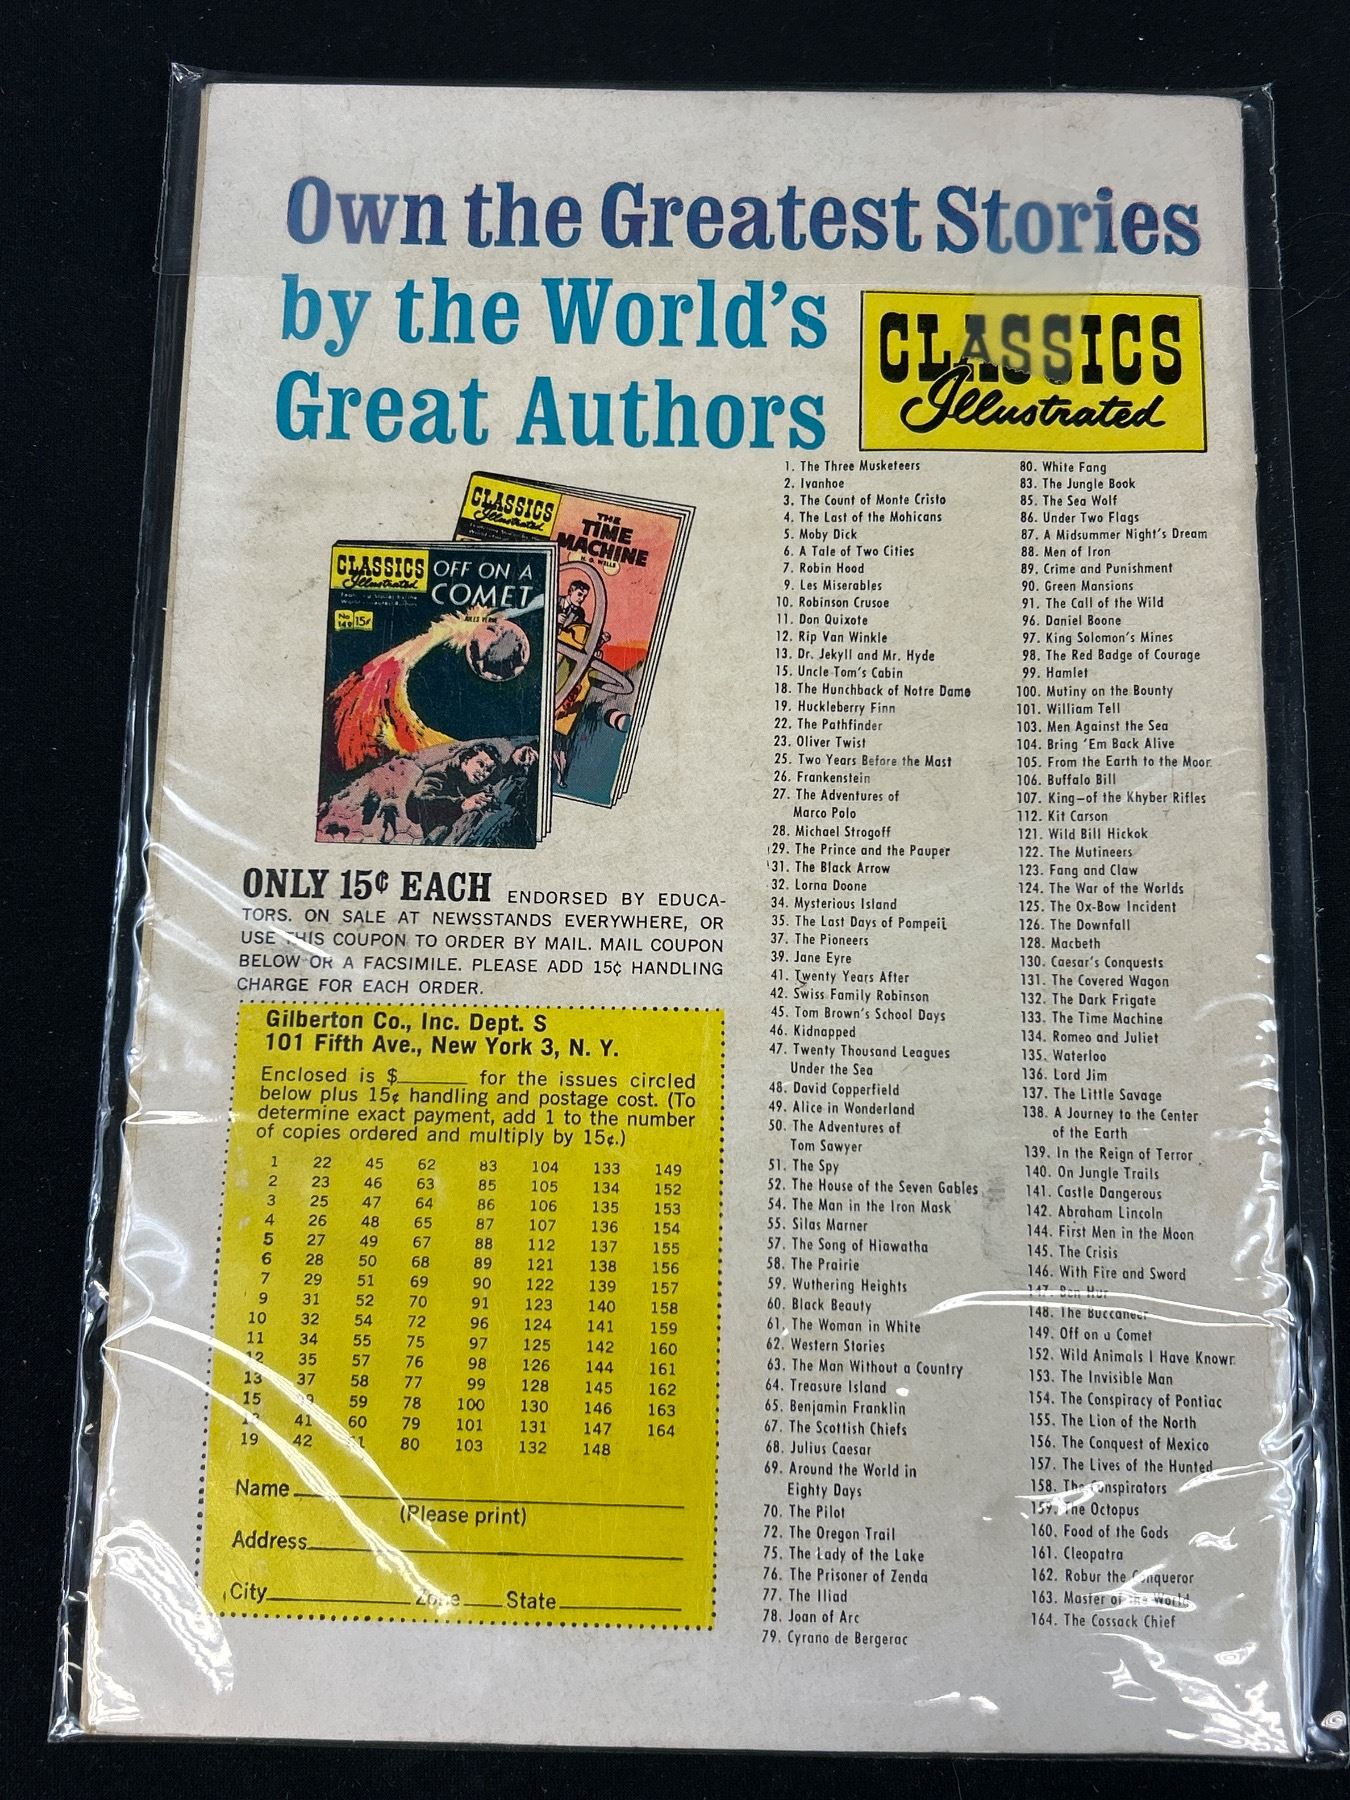 Own the Greatest Stories
by the World's
Great Authors
CLASSICS
Illustrated
CLASSICS
Illustrated
THE
TIME
MACHINE
H. G. WELLS
CLASSICS
Illustrated
OFF ON A
COMET
JULES VERNE
No
149
15¢
ONLY 15¢ EACH ENDORSED BY EDUCA-
TORS. ON SALE AT NEWSSTANDS EVERYWHERE, OR
USE THIS COUPON TO ORDER BY MAIL. MAIL COUPON
BELOW OR A FACSIMILE. PLEASE ADD 15¢ HANDLING
CHARGE FOR EACH ORDER.
Gilberton Co., Inc. Dept. S
101 Fifth Ave., New York 3, N. Y.
Enclosed is $______ for the issues circled
below plus 15¢ handling and postage cost. (To
determine exact payment, add 1 to the number
of copies ordered and multiply by 15¢.)
1 22 45 62 83 104 133 149
2 23 46 63 85 105 134 152
3 25 47 64 86 106 135 153
4 26 48 65 87 107 136 154
5 27 49 67 88 112 137 155
6 28 50 68 89 121 138 156
7 29 51 69 90 122 139 157
9 31 52 70 91 123 140 158
10 32 54 72 96 124 141 159
11 34 55 75 97 125 142 160
12 35 57 76 98 126 144 161
13 37 58 77 99 128 145 162
15 59 78 100 130 146 163
41 60 79 101 131 147 164
19 42 80 103 132 148
Name
(Please print)
Address
City Zone State
1. The Three Musketeers
2. Ivanhoe
3. The Count of Monte Cristo
4. The Last of the Mohicans
5. Moby Dick
6. A Tale of Two Cities
7. Robin Hood
9. Les Miserables
10. Robinson Crusoe
11. Don Quixote
12. Rip Van Winkle
13. Dr. Jekyll and Mr. Hyde
15. Uncle Tom's Cabin
18. The Hunchback of Notre Dame
19. Huckleberry Finn
22. The Pathfinder
23. Oliver Twist
25. Two Years Before the Mast
26. Frankenstein
27. The Adventures of
Marco Polo
28. Michael Strogoff
29. The Prince and the Pauper
31. The Black Arrow
32. Lorna Doone
34. Mysterious Island
35. The Last Days of Pompeii
37. The Pioneers
39. Jane Eyre
41. Twenty Years After
42. Swiss Family Robinson
45. Tom Brown's School Days
46. Kidnapped
47. Twenty Thousand Leagues
Under the Sea
48. David Copperfield
49. Alice in Wonderland
50. The Adventures of
Tom Sawyer
51. The Spy
52. The House of the Seven Gables
54. The Man in the Iron Mask
55. Silas Marner
57. The Song of Hiawatha
58. The Prairie
59. Wuthering Heights
60. Black Beauty
61. The Woman in White
62. Western Stories
63. The Man Without a Country
64. Treasure Island
65. Benjamin Franklin
67. The Scottish Chiefs
68. Julius Caesar
69. Around the World in
Eighty Days
70. The Pilot
72. The Oregon Trail
75. The Lady of the Lake
76. The Prisoner of Zenda
77. The Iliad
78. Joan of Arc
79. Cyrano de Bergerac
80. White Fang
83. The Jungle Book
85. The Sea Wolf
86. Under Two Flags
87. A Midsummer Night's Dream
88. Men of Iron
89. Crime and Punishment
90. Green Mansions
91. The Call of the Wild
96. Daniel Boone
97. King Solomon's Mines
98. The Red Badge of Courage
99. Hamlet
100. Mutiny on the Bounty
101. William Tell
103. Men Against the Sea
104. Bring 'Em Back Alive
105. From the Earth to the Moon
106. Buffalo Bill
107. King—of the Khyber Rifles
112. Kit Carson
121. Wild Bill Hickok
122. The Mutineers
123. Fang and Claw
124. The War of the Worlds
125. The Ox-Bow Incident
126. The Downfall
128. Macbeth
130. Caesar's Conquests
131. The Covered Wagon
132. The Dark Frigate
133. The Time Machine
134. Romeo and Juliet
135. Waterloo
136. Lord Jim
137. The Little Savage
138. A Journey to the Center
of the Earth
139. In the Reign of Terror
140. On Jungle Trails
141. Castle Dangerous
142. Abraham Lincoln
144. First Men in the Moon
145. The Crisis
146. With Fire and Sword
147. Ben Hur
148. The Buccaneer
149. Off on a Comet
152. Wild Animals I Have Known
153. The Invisible Man
154. The Conspiracy of Pontiac
155. The Lion of the North
156. The Conquest of Mexico
157. The Lives of the Hunted
158. The Conspirators
159. The Octopus
160. Food of the Gods
161. Cleopatra
162. Robur the Conqueror
163. Master of the World
164. The Cossack Chief